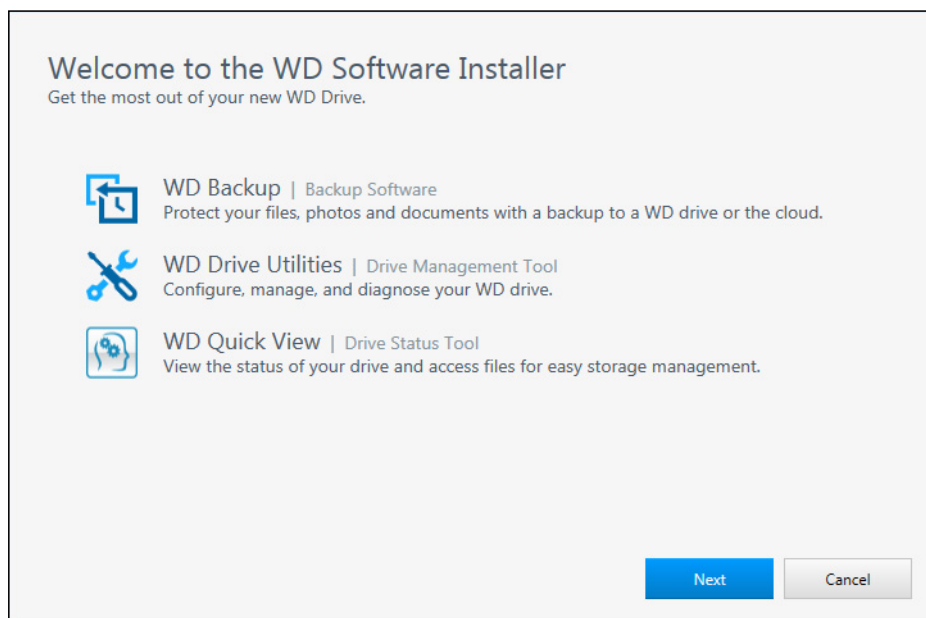 Welcome to the WD Software Installer
Get the most out of your new WD Drive.
WD Backup | Backup Software
Protect your files, photos and documents with a backup to a WD drive or the cloud.
WD Drive Utilities | Drive Management Tool
Configure, manage, and diagnose your WD drive.
WD Quick View | Drive Status Tool
View the status of your drive and access files for easy storage management.
Next Cancel